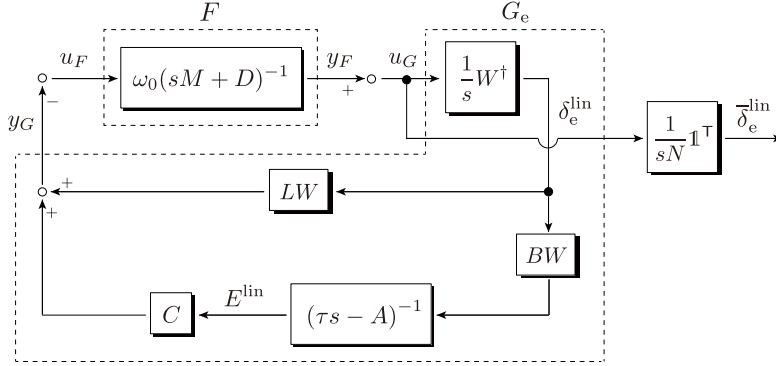 F
G_e
u_F
ω_0(sM + D)^{-1}
y_F
+
u_G
1/s W^†
−
y_G
δ_e^{lin}
1/(sN) 𝟙^⊤
\overline{δ}_e^{lin}
+
LW
+
BW
C
E^{lin}
(τs − A)^{-1}